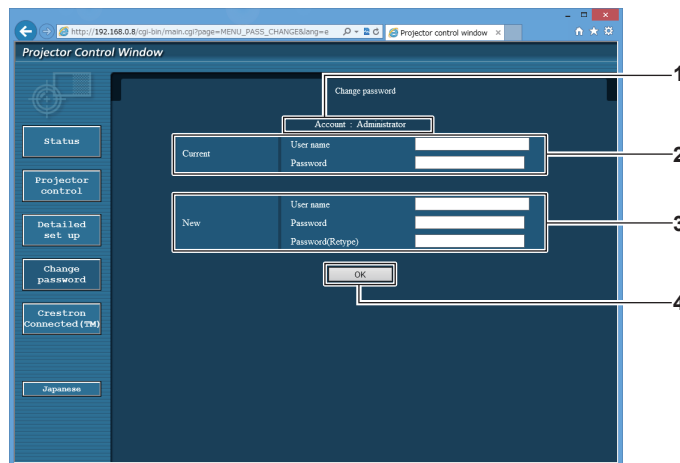 http://192.168.0.8/cgi-bin/main.cgi?page=MENU_PASS_CHANGE&lang=e
Projector control window
Projector Control Window
Change password
1
Account : Administrator
Status
Current
User name
Password
2
Projector
control
New
User name
Password
Password(Retype)
3
Detailed
set up
Change
password
OK
4
Crestron
Connected(TM)
Japanese